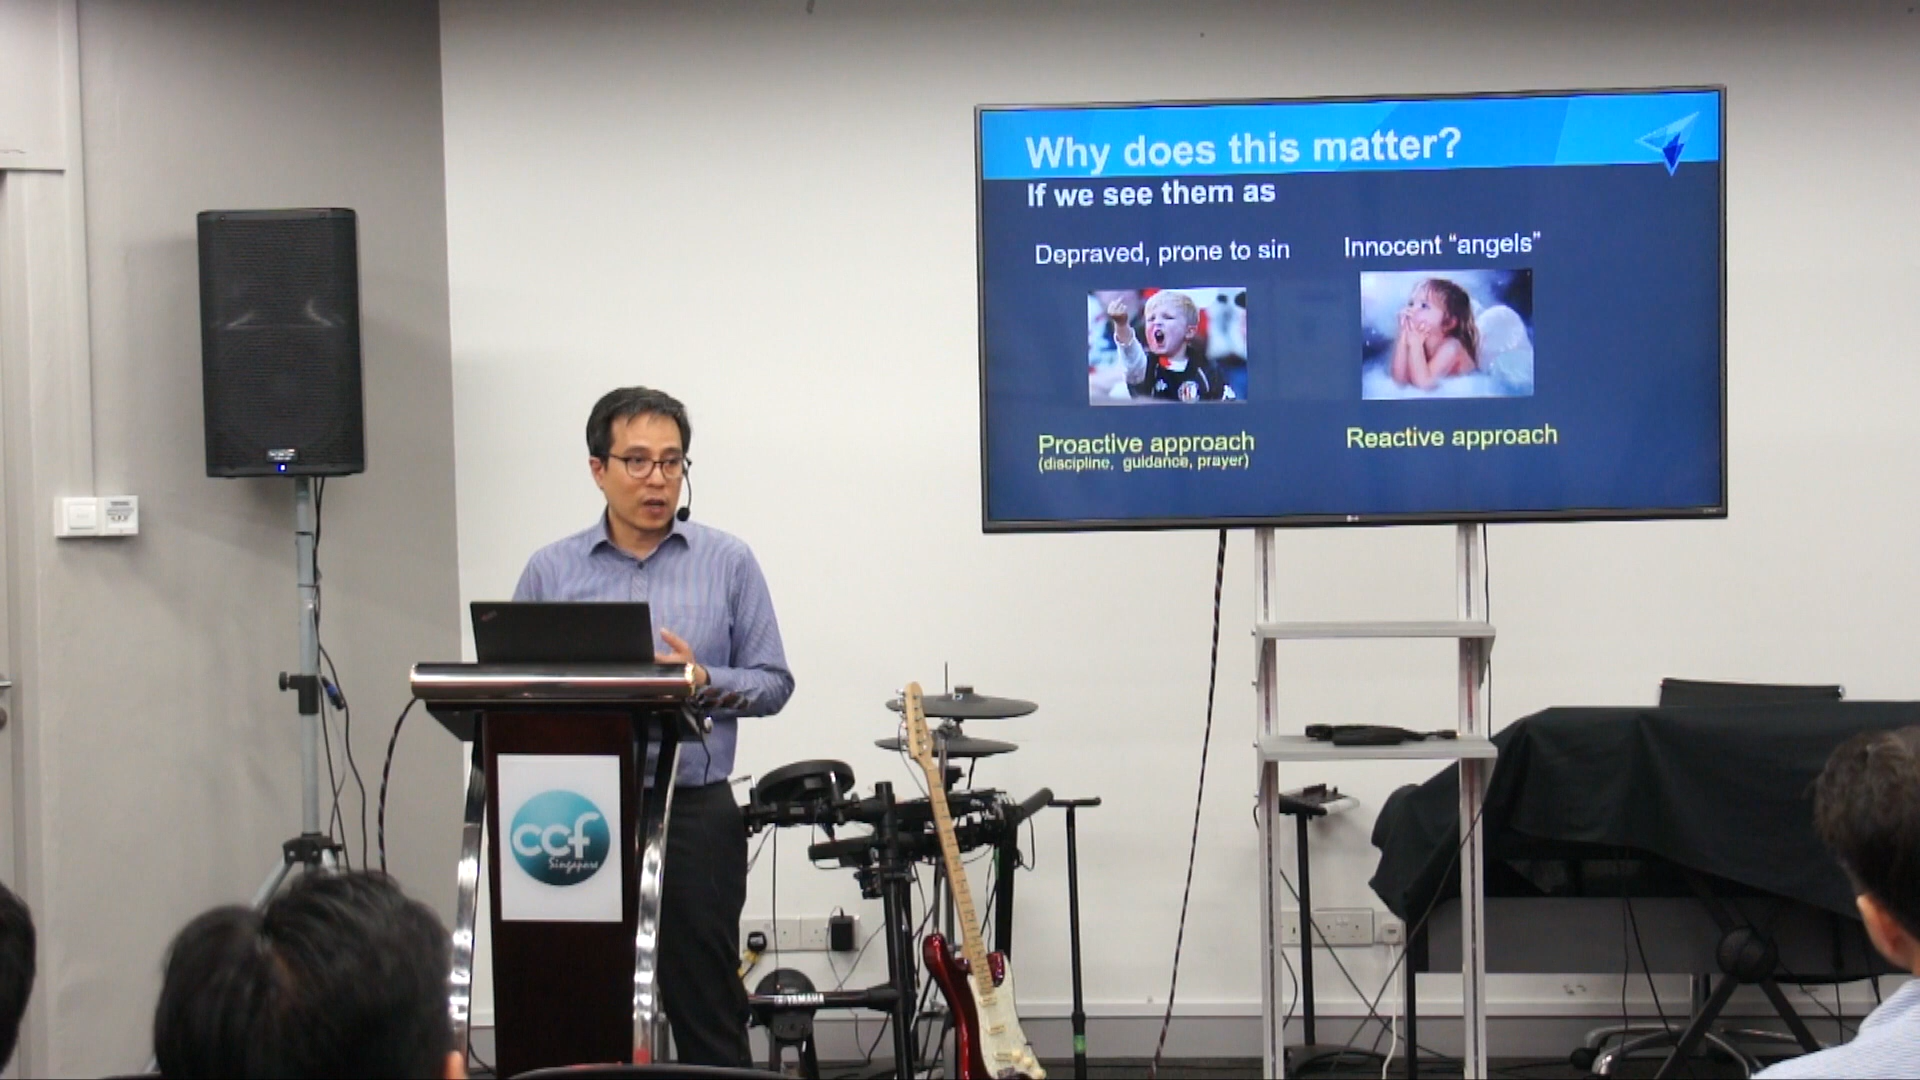 Why does this matter?
If we see them as
Depraved, prone to sin
Innocent “angels”
Proactive approach
(discipline, guidance, prayer)
Reactive approach
ccf
Singapore
YAMAHA